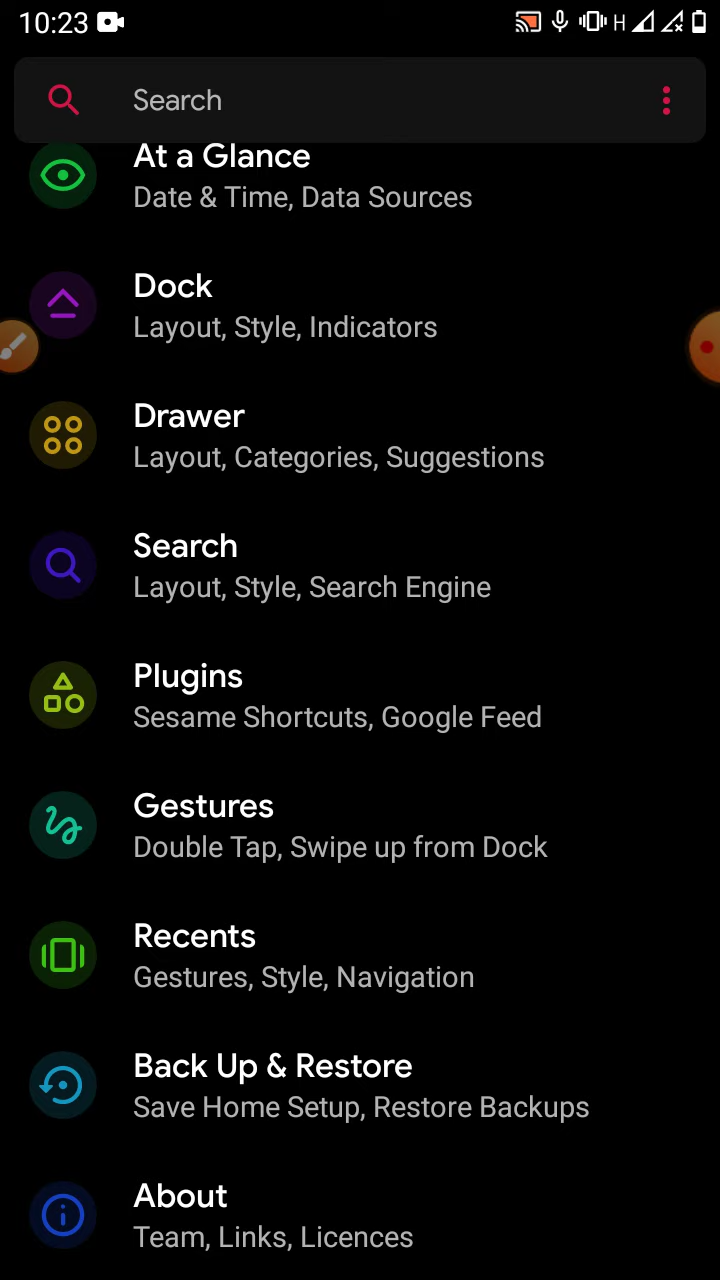 10:23
H
Search
At a Glance
Date & Time, Data Sources
Dock
Layout, Style, Indicators
Drawer
Layout, Categories, Suggestions
Search
Layout, Style, Search Engine
Plugins
Sesame Shortcuts, Google Feed
Gestures
Double Tap, Swipe up from Dock
Recents
Gestures, Style, Navigation
Back Up & Restore
Save Home Setup, Restore Backups
About
Team, Links, Licences